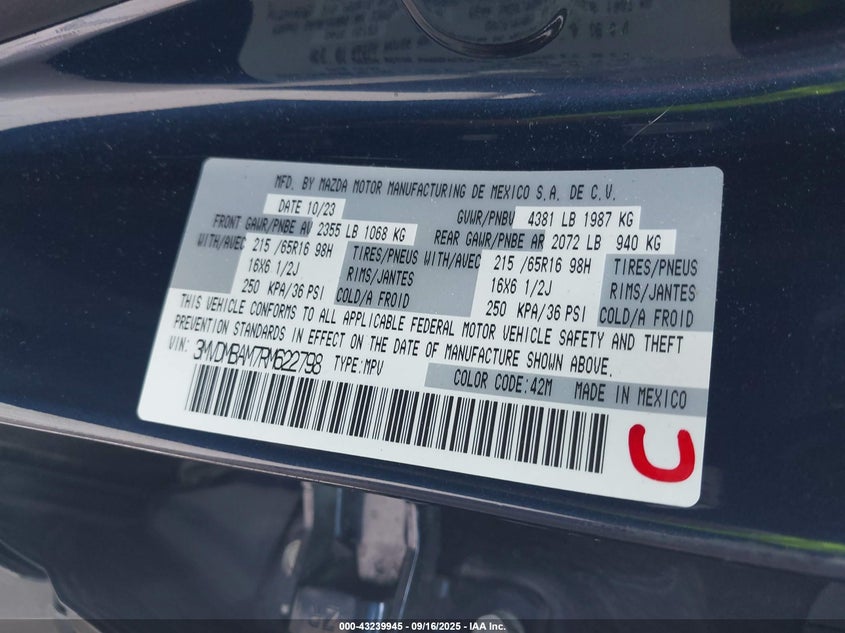 MFD. BY MAZDA MOTOR MANUFACTURING DE MEXICO S.A. DE C.V.
DATE 10/23 GVWR/PNBV 4381 LB 1987 KG
FRONT GAWR/PNBE AV 2355 LB 1068 KG REAR GAWR/PNBE AR 2072 LB 940 KG
WITH/AVEC 215 /65R16 98H TIRES/PNEUS WITH/AVEC 215 /65R16 98H TIRES/PNEUS
16X6 1/2J RIMS/JANTES 16X6 1/2J RIMS/JANTES
250 KPA/36 PSI COLD/A FROID 250 KPA/36 PSI COLD/A FROID
THIS VEHICLE CONFORMS TO ALL APPLICABLE FEDERAL MOTOR VEHICLE SAFETY AND THEFT
PREVENTION STANDARDS IN EFFECT ON THE DATE OF MANUFACTURE SHOWN ABOVE.
VIN: 3MVDMBAM7RM622798 TYPE:MPV
COLOR CODE:42M MADE IN MEXICO
U
000-43239945 - 09/16/2025 - IAA Inc.